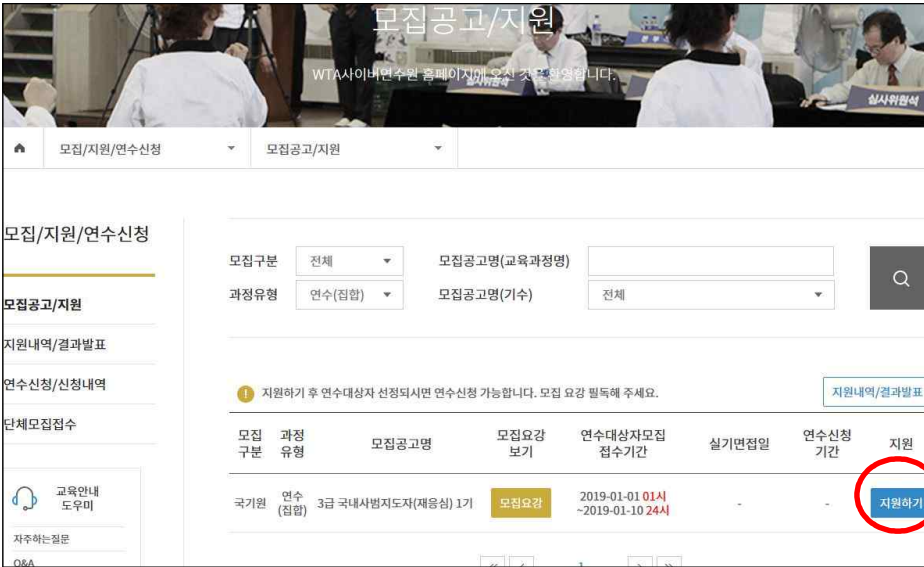 모집공고/지원
WTA사이버연수원 홈페이지에 오신 것을 환영합니다.
심사위원석
모집/지원/연수신청
모집공고/지원
모집/지원/연수신청
모집공고/지원
지원내역/결과발표
연수신청/신청내역
단체모집접수
교육안내
도우미
자주하는질문
Q&A
모집구분 전체 모집공고명(교육과정명)
과정유형 연수(집합) 모집공고명(기수) 전체
지원하기 후 연수대상자 선정되시면 연수신청 가능합니다. 모집 요강 필독해 주세요.
지원내역/결과발표
모집 구분 과정 유형 모집공고명 모집요강 보기 연수대상자모집 접수기간 실기면접일 연수신청 기간 지원
국기원 연수 (집합) 3급 국내사범지도자(재응심) 1기 모집요강 2019-01-01 01시 ~2019-01-10 24시 - - 지원하기
1